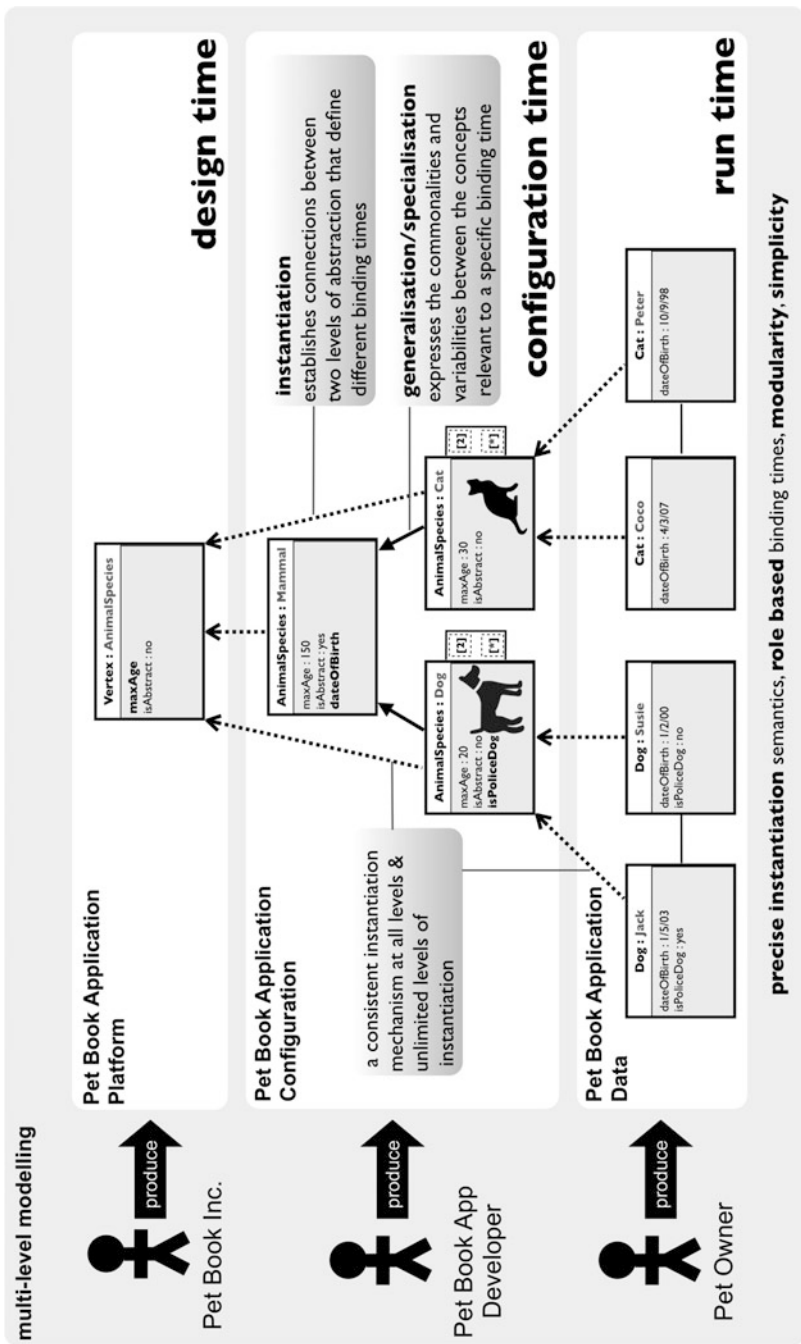 multi-level modelling
Pet Book Inc.
produce
Pet Book Application
Platform
Vertex : AnimalSpecies
maxAge
isAbstract : no
design time
Pet Book App
Developer
produce
Pet Book Application
Configuration
AnimalSpecies : Mammal
maxAge : 150
isAbstract : yes
dateOfBirth
instantiation
establishes connections between
two levels of abstraction that define
different binding times
a consistent instantiation
mechanism at all levels &
unlimited levels of
instantiation
AnimalSpecies : Dog
maxAge : 20
isAbstract : no
isPoliceDog
[2]
[*]
AnimalSpecies : Cat
maxAge : 30
isAbstract : no
[2]
[*]
generalisation/specialisation
expresses the commonalities and
variabilities between the concepts
relevant to a specific binding time
configuration time
Pet Owner
produce
Pet Book Application
Data
Dog : Jack
dateOfBirth : 1/5/03
isPoliceDog : yes
Dog : Susie
dateOfBirth : 1/2/00
isPoliceDog : no
Cat : Coco
dateOfBirth : 4/3/07
Cat : Peter
dateOfBirth : 10/9/98
run time
precise instantiation semantics, role based binding times, modularity, simplicity